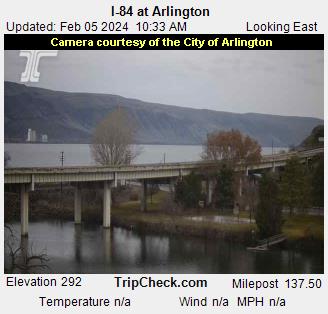 I-84 at Arlington
Updated: Feb 05 2024 10:33 AM Looking East
Camera courtesy of the City of Arlington
Elevation 292 TripCheck.com Milepost 137.50
Temperature n/a Wind n/a MPH n/a